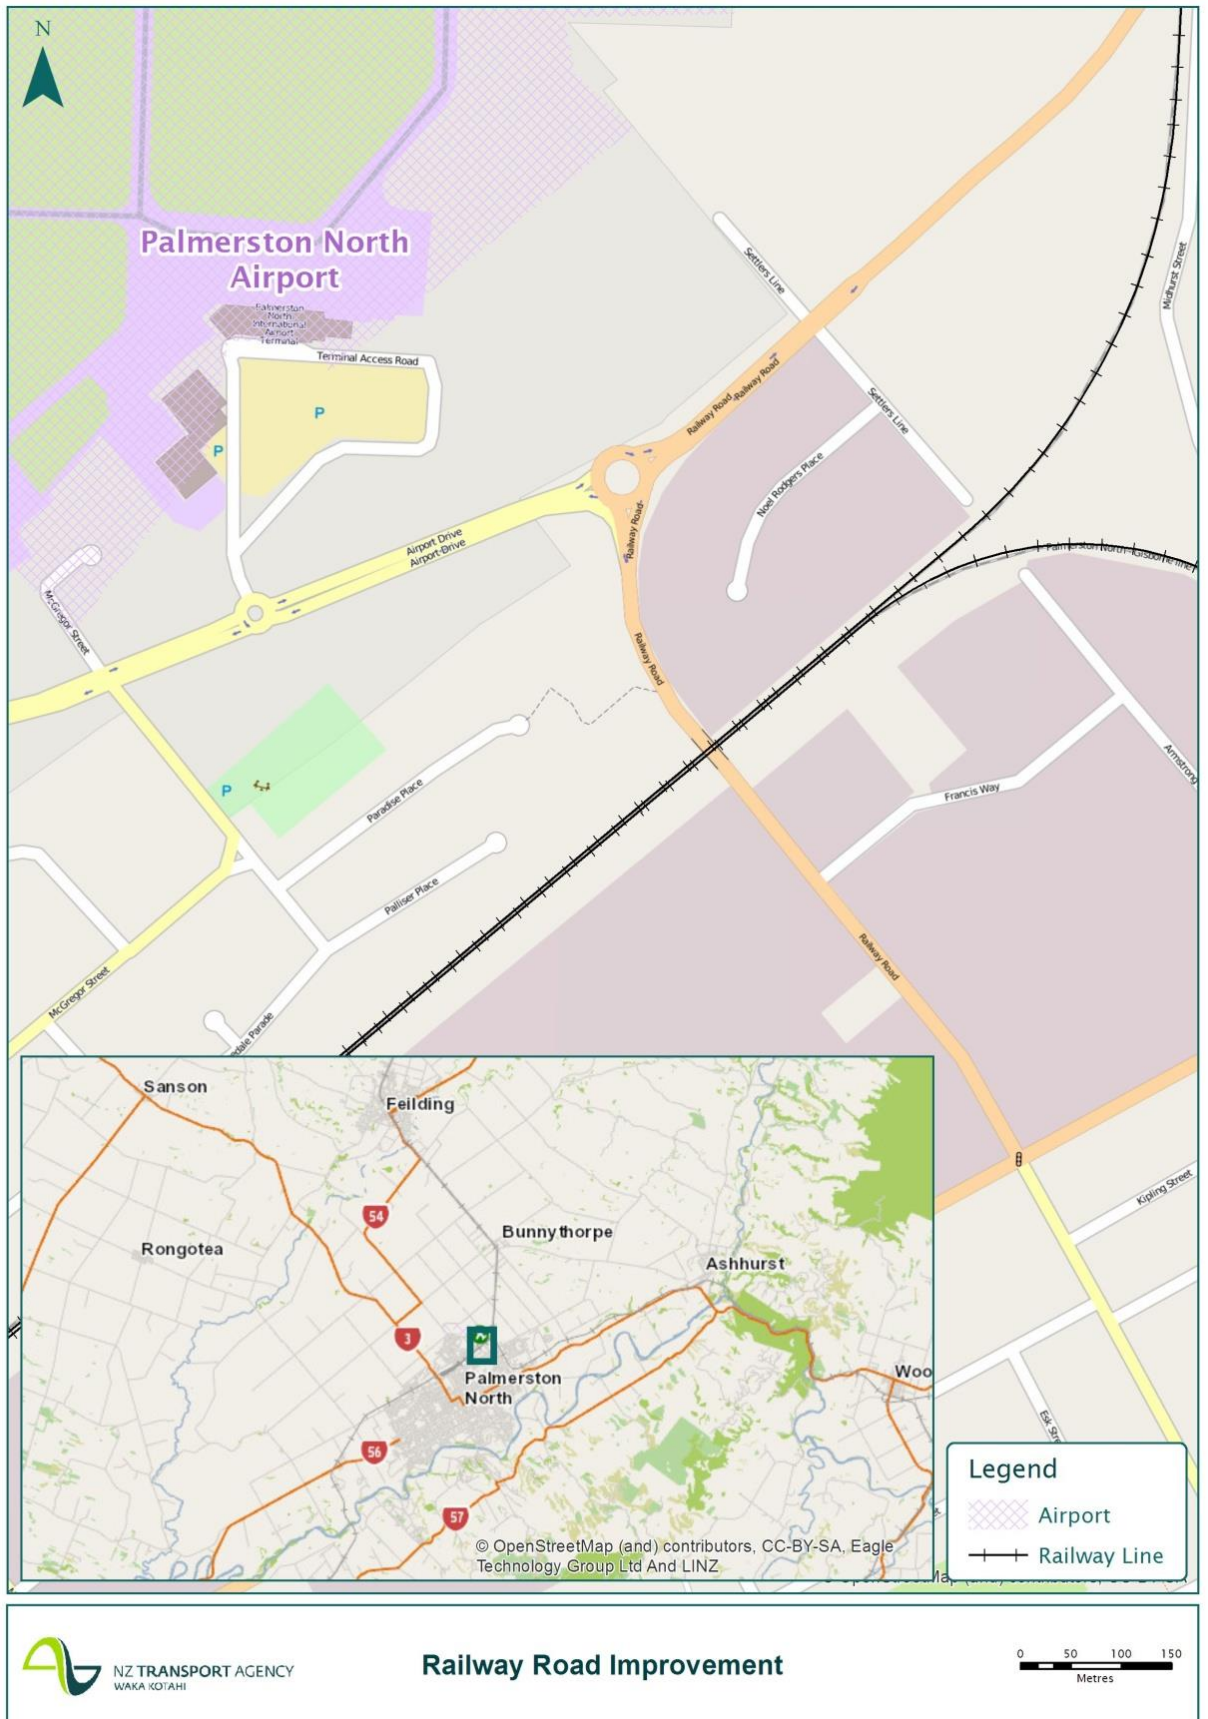 N
Palmerston North
Airport
Palmerston
North
International
Airport
Terminal
Terminal Access Road
P
P
Settlers Line
Midhurst Street
Railway Road
Railway Road
Settlers Line
Noel Rodgers Place
Airport Drive
Airport Drive
Railway Road
McGregor Street
Palmerston North - Gisborne line
Railway Road
Armstrong
P
Paradise Place
Francis Way
Palliser Place
Railway Road
McGregor Street
edale Parade
Kipling Street
Esk Stre
Sanson
Feilding
54
Rongotea
Bunnythorpe
Ashhurst
3
Palmerston
North
Woo
56
57
© OpenStreetMap (and) contributors, CC-BY-SA, Eagle
Technology Group Ltd And LINZ
Legend
Airport
Railway Line
NZ TRANSPORT AGENCY
WAKA KOTAHI
Railway Road Improvement
0 50 100 150
Metres